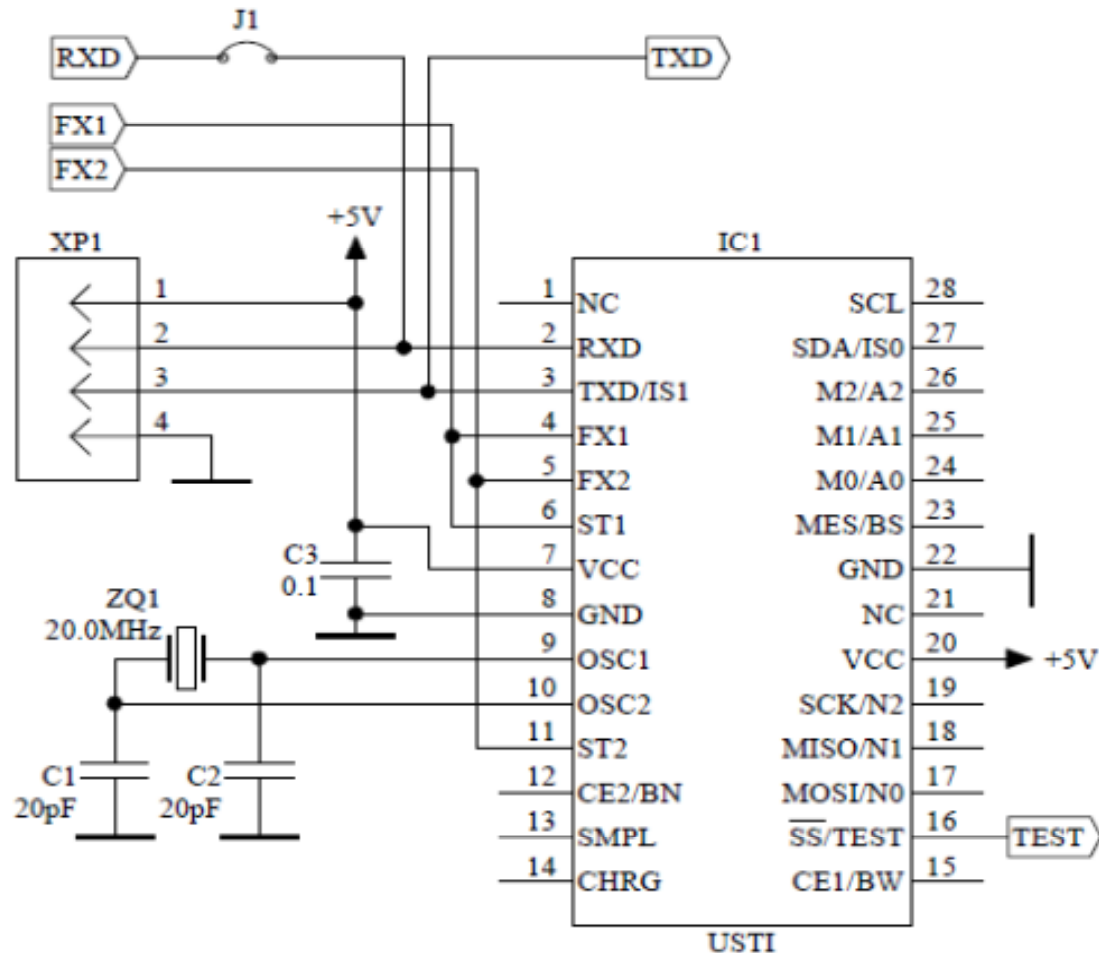 J1
RXD
TXD
FX1
FX2
+5V
XP1
IC1
1
2
3
4
1 NC SCL 28
2 RXD SDA/IS0 27
3 TXD/IS1 M2/A2 26
4 FX1 M1/A1 25
5 FX2 M0/A0 24
6 ST1 MES/BS 23
7 VCC GND 22
8 GND NC 21
9 OSC1 VCC 20
10 OSC2 SCK/N2 19
11 ST2 MISO/N1 18
12 CE2/BN MOSI/N0 17
13 SMPL SS/TEST 16
14 CHRG CE1/BW 15
C3
0.1
ZQ1
20.0MHz
+5V
C1
20pF
C2
20pF
TEST
USTI